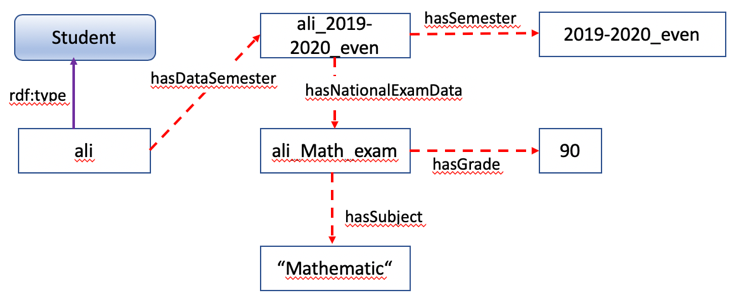 Student
ali_2019-
2020_even
hasSemester
2019-2020_even
hasDataSemester
rdf:type
hasNationalExamData
ali
ali_Math_exam
hasGrade
90
hasSubject
“Mathematic“